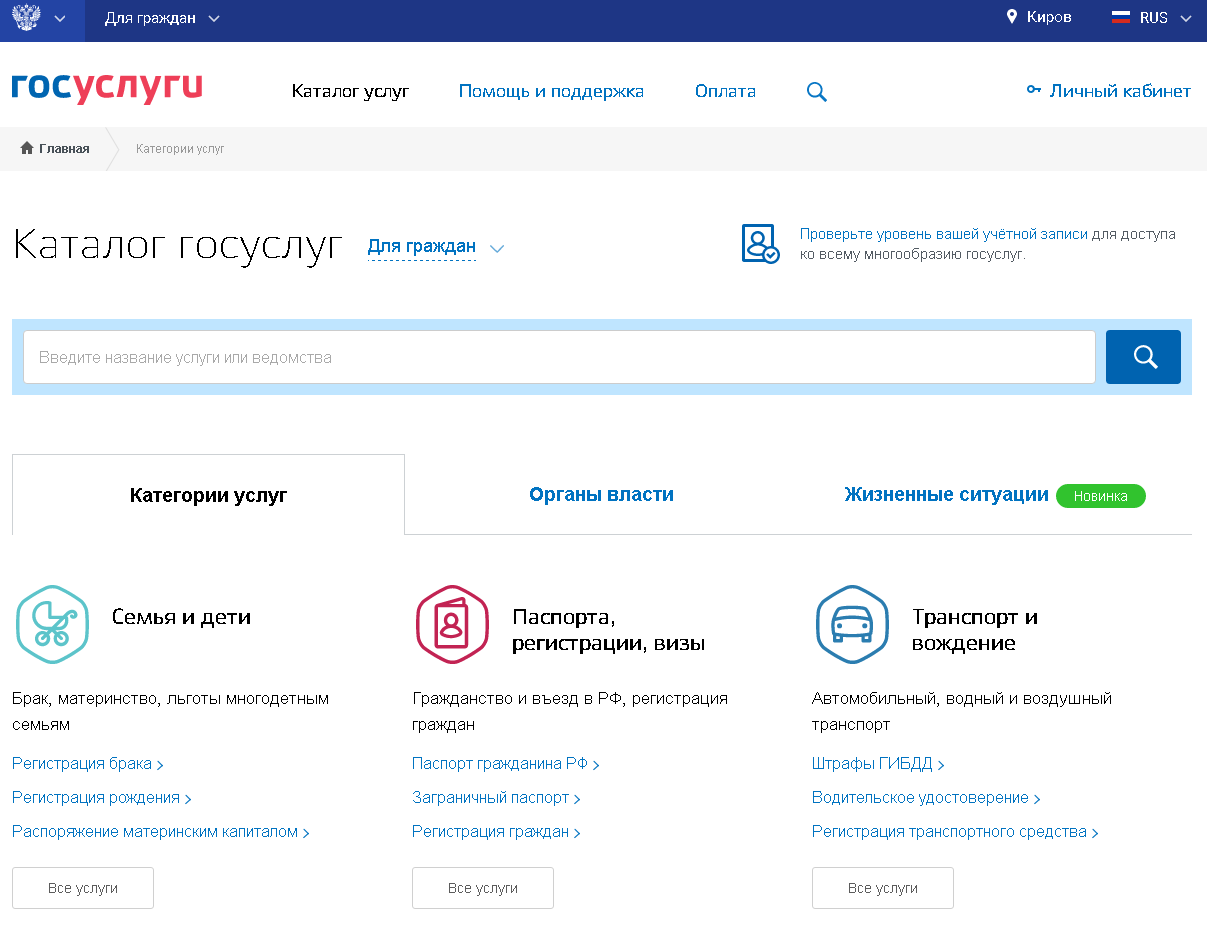 Для граждан
Киров
RUS
госуслуги
Каталог услуг
Помощь и поддержка
Оплата
Личный кабинет
Главная
Категории услуг
Каталог госуслуг
Для граждан
Проверьте уровень вашей учётной записи для доступа
ко всему многообразию госуслуг.
Введите название услуги или ведомства
Категории услуг
Органы власти
Жизненные ситуации
Новинка
Семья и дети
Брак, материнство, льготы многодетным
семьям
Регистрация брака
Регистрация рождения
Распоряжение материнским капиталом
Все услуги
Паспорта,
регистрации, визы
Гражданство и въезд в РФ, регистрация
граждан
Паспорт гражданина РФ
Заграничный паспорт
Регистрация граждан
Все услуги
Транспорт и
вождение
Автомобильный, водный и воздушный
транспорт
Штрафы ГИБДД
Водительское удостоверение
Регистрация транспортного средства
Все услуги